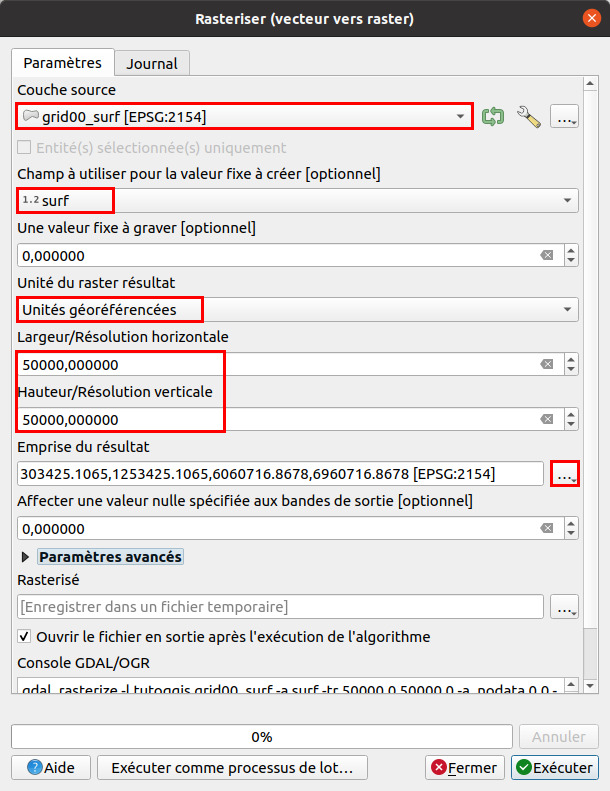 Rasteriser (vecteur vers raster)
Paramètres
Journal
Couche source
grid00_surf [EPSG:2154]
…
Entité(s) sélectionnée(s) uniquement
Champ à utiliser pour la valeur fixe à créer [optionnel]
1.2 surf
Une valeur fixe à graver [optionnel]
0,000000
Unité du raster résultat
Unités géoréférencées
Largeur/Résolution horizontale
50000,000000
Hauteur/Résolution verticale
50000,000000
Emprise du résultat
303425.1065,1253425.1065,6060716.8678,6960716.8678 [EPSG:2154]
…
Affecter une valeur nulle spécifiée aux bandes de sortie [optionnel]
0,000000
Paramètres avancés
Rasterisé
[Enregistrer dans un fichier temporaire]
…
Ouvrir le fichier en sortie après l'exécution de l'algorithme
Console GDAL/OGR
gdal_rasterize -l tutoqgis grid00_surf -a surf -tr 50000.0 50000.0 -a_nodata 0.0 -
0%
Annuler
Aide
Exécuter comme processus de lot…
Fermer
Exécuter